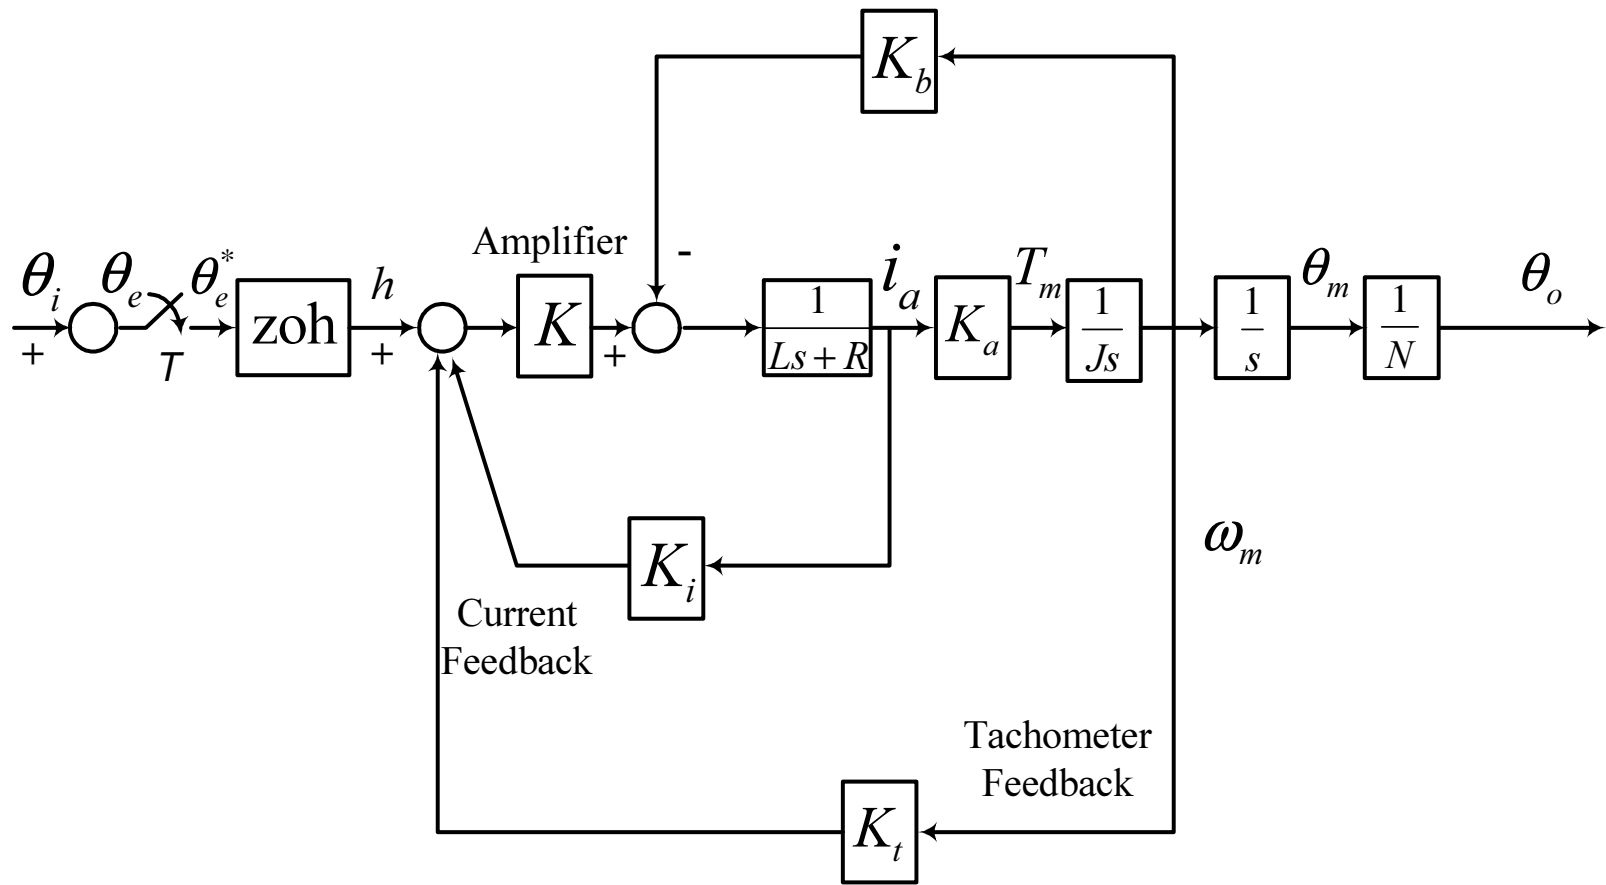 K_b
Amplifier
-
θ_i
θ_e
θ_e^*
h
i_a
T_m
θ_m
θ_o
zoh
K
1
Ls + R
K_a
1
Js
1
s
1
N
+
T
+
+
ω_m
K_i
Current
Feedback
Tachometer
Feedback
K_t